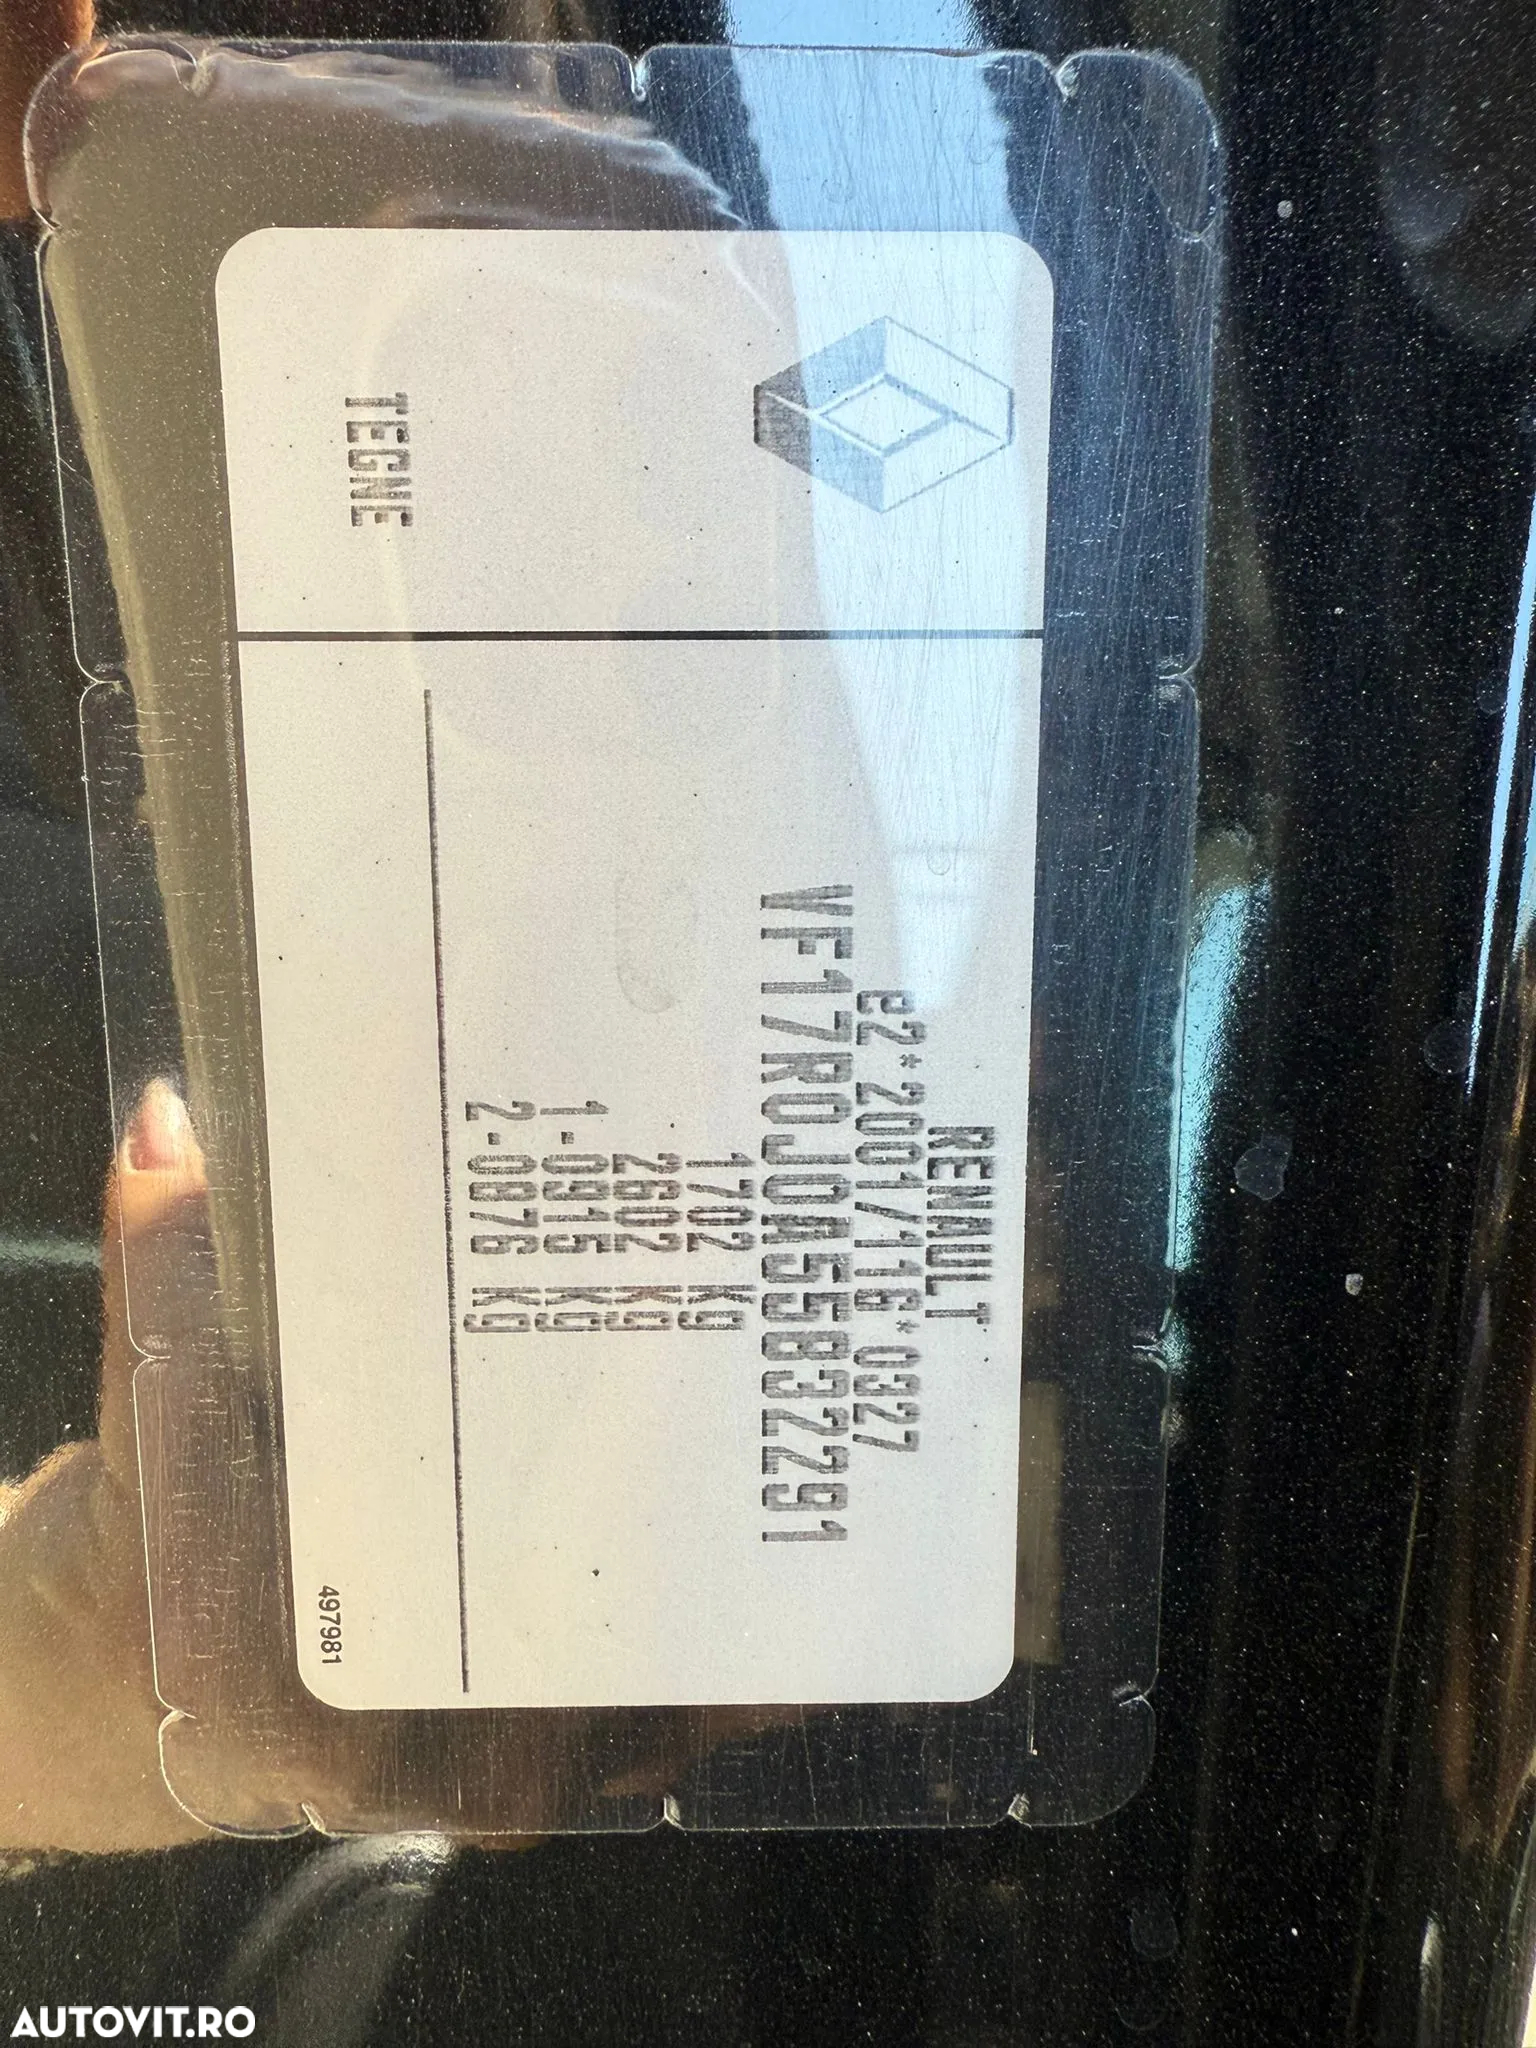 RENAULT
e2*2001/116*0327
VF17R0J0A55832291
1702 kg
2602 kg
1-0915 kg
2-0876 kg
TEGNE
497981
AUTOVIT.RO